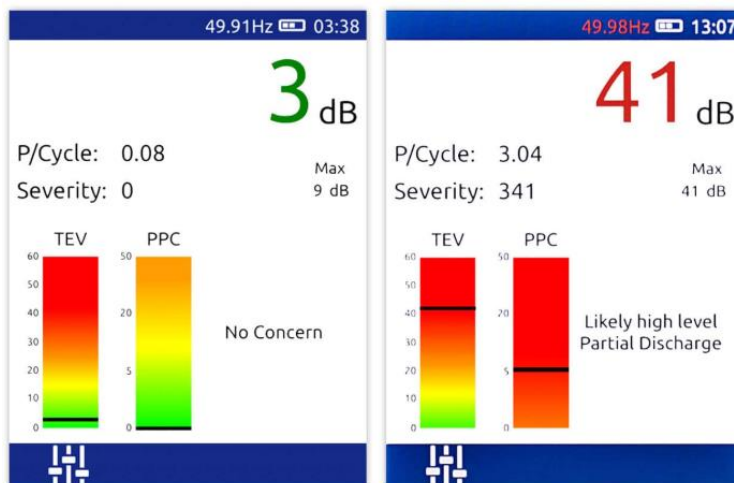 49.91Hz 03:38
3 dB
P/Cycle: 0.08
Max
Severity: 0
9 dB
TEV PPC
60 50
50
40 20
30
20 5
10
0 0
No Concern
49.98Hz 13:07
41 dB
P/Cycle: 3.04
Max
Severity: 341
41 dB
TEV PPC
60 50
50
40 20
30
20 5
10
0 0
Likely high level
Partial Discharge